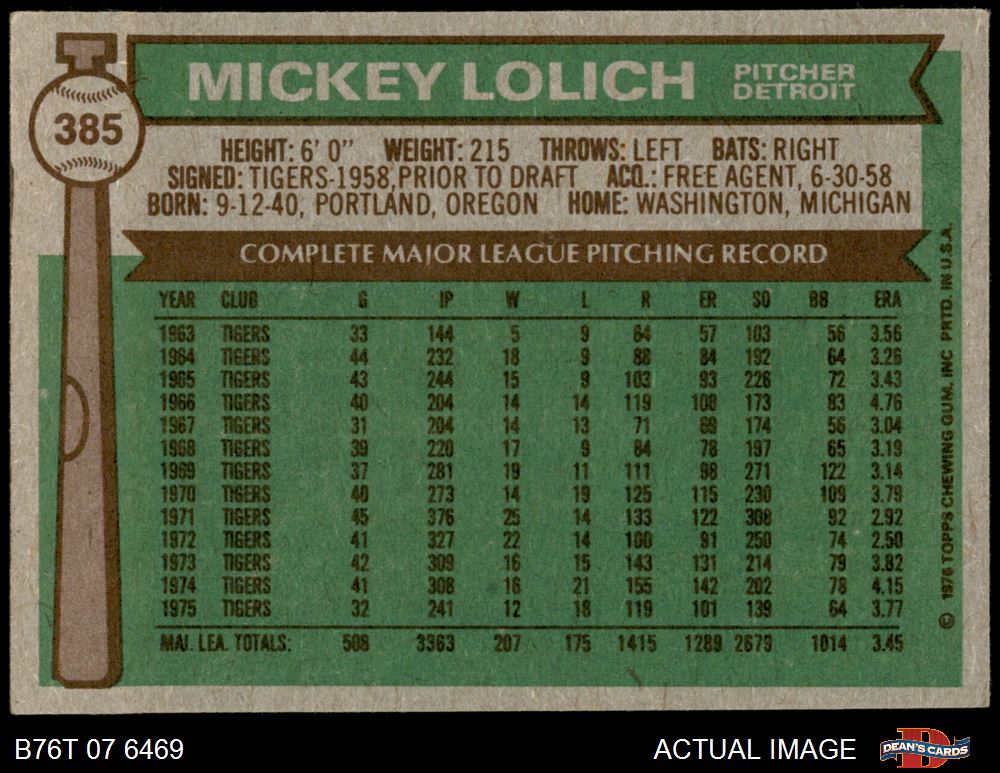 385
MICKEY LOLICH PITCHER DETROIT
HEIGHT: 6' 0" WEIGHT: 215 THROWS: LEFT BATS: RIGHT
SIGNED: TIGERS-1958, PRIOR TO DRAFT ACQ.: FREE AGENT, 6-30-58
BORN: 9-12-40, PORTLAND, OREGON HOME: WASHINGTON, MICHIGAN
COMPLETE MAJOR LEAGUE PITCHING RECORD
YEAR CLUB G IP W L R ER SO BB ERA
1963 TIGERS 33 144 5 9 64 57 103 56 3.56
1964 TIGERS 44 232 18 9 88 84 192 64 3.26
1965 TIGERS 43 244 15 9 103 93 226 72 3.43
1966 TIGERS 40 204 14 14 119 108 173 83 4.76
1967 TIGERS 31 204 14 13 71 69 174 56 3.04
1968 TIGERS 39 220 17 9 84 78 197 65 3.19
1969 TIGERS 37 281 19 11 111 98 271 122 3.14
1970 TIGERS 40 273 14 19 125 115 230 109 3.79
1971 TIGERS 45 376 25 14 133 122 308 92 2.92
1972 TIGERS 41 327 22 14 100 91 250 74 2.50
1973 TIGERS 42 309 16 15 143 131 214 79 3.82
1974 TIGERS 41 308 16 21 155 142 202 78 4.15
1975 TIGERS 32 241 12 18 119 101 139 64 3.77
MAJ. LEA. TOTALS: 508 3363 207 175 1415 1289 2679 1014 3.45
© 1976 TOPPS CHEWING GUM, INC PRTD. IN U.S.A.
B76T 07 6469 ACTUAL IMAGE DEAN'S CARDS